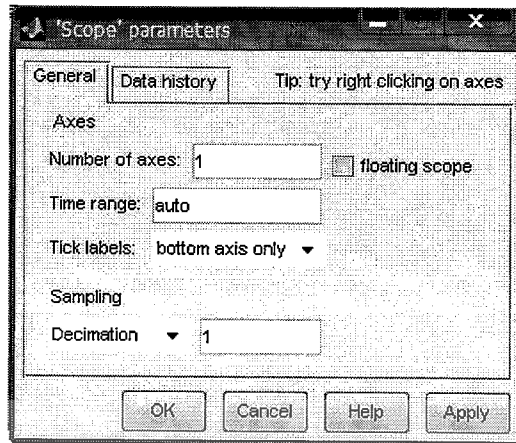 'Scope' parameters
General Data history Tip: try right clicking on axes
Axes
Number of axes: 1 floating scope
Time range: auto
Tick labels: bottom axis only
Sampling
Decimation 1
OK Cancel Help Apply